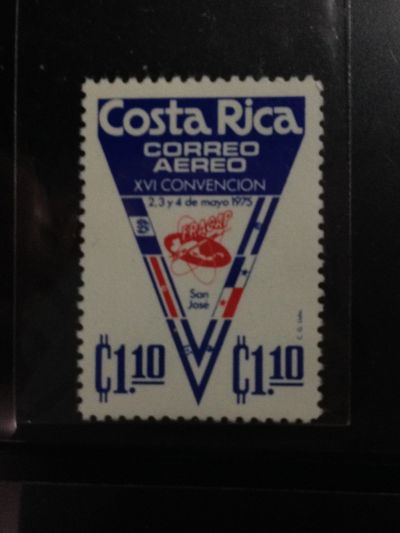 Costa Rica
CORREO
AEREO
XVI CONVENCION
2, 3 y 4 de mayo 1975
FRACAP
San
José
₡1.10 ₡1.10